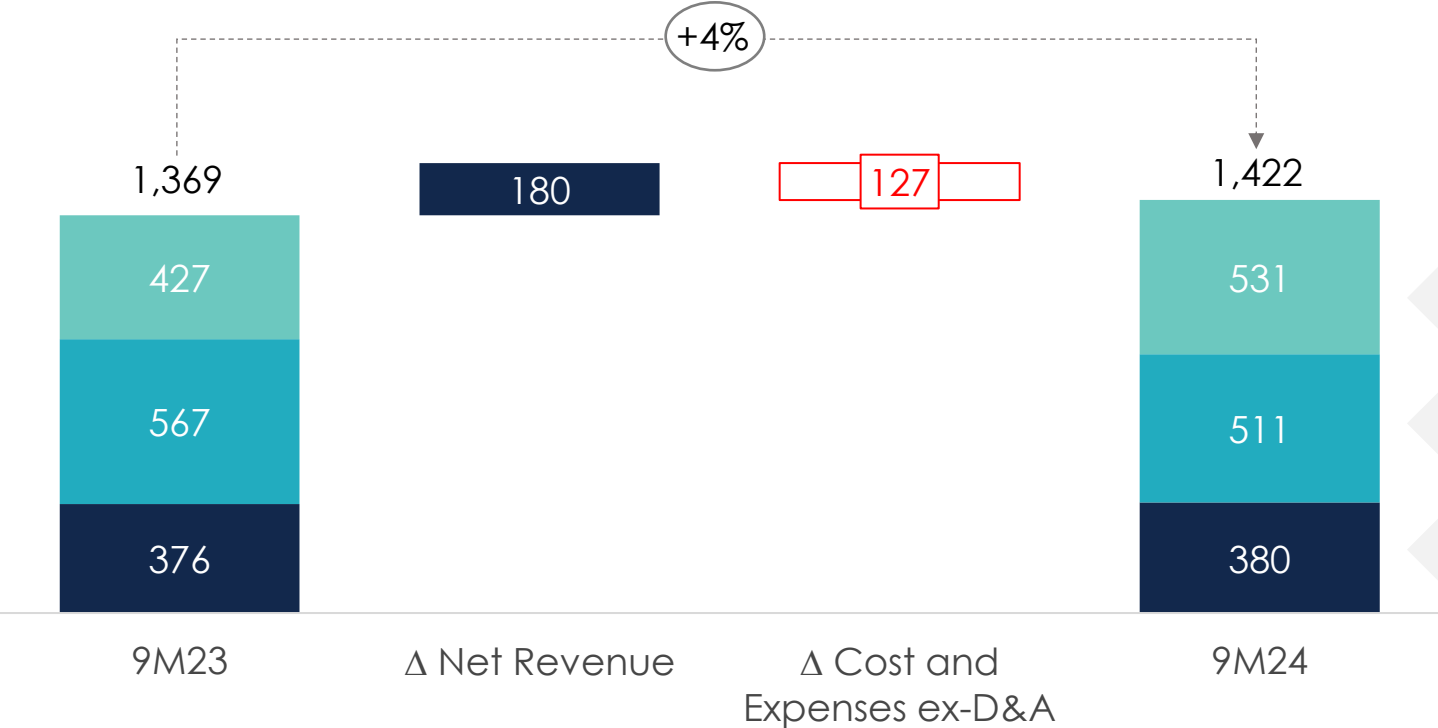 +4%
1,369
180
127
1,422
427
531
567
511
376
380
9M23
Δ Net Revenue
Δ Cost and
Expenses ex-D&A
9M24